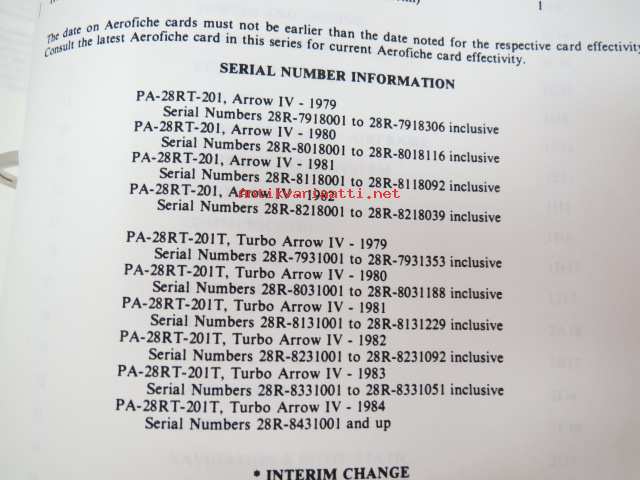 1
The date on Aerofiche cards must not be earlier than the date noted for the respective card effectivity
Consult the latest Aerofiche card in this series for current Aerofiche card effectivity.
SERIAL NUMBER INFORMATION
PA-28RT-201, Arrow IV - 1979
Serial Numbers 28R-7918001 to 28R-7918306 inclusive
PA-28RT-201, Arrow IV - 1980
Serial Numbers 28R-8018001 to 28R-8018116 inclusive
PA-28RT-201, Arrow IV - 1981
Serial Numbers 28R-8118001 to 28R-8118092 inclusive
PA-28RT-201, Arrow IV - 1982
antikvariaatti.net
Serial Numbers 28R-8218001 to 28R-8218039 inclusive
PA-28RT-201T, Turbo Arrow IV - 1979
Serial Numbers 28R-7931001 to 28R-7931353 inclusive
PA-28RT-201T, Turbo Arrow IV - 1980
Serial Numbers 28R-8031001 to 28R-8031188 inclusive
PA-28RT-201T, Turbo Arrow IV - 1981
Serial Numbers 28R-8131001 to 28R-8131229 inclusive
PA-28RT-201T, Turbo Arrow IV - 1982
Serial Numbers 28R-8231001 to 28R-8231092 inclusive
PA-28RT-201T, Turbo Arrow IV - 1983
Serial Numbers 28R-8331001 to 28R-8331051 inclusive
PA-28RT-201T, Turbo Arrow IV - 1984
Serial Numbers 28R-8431001 and up
* INTERIM CHANGE